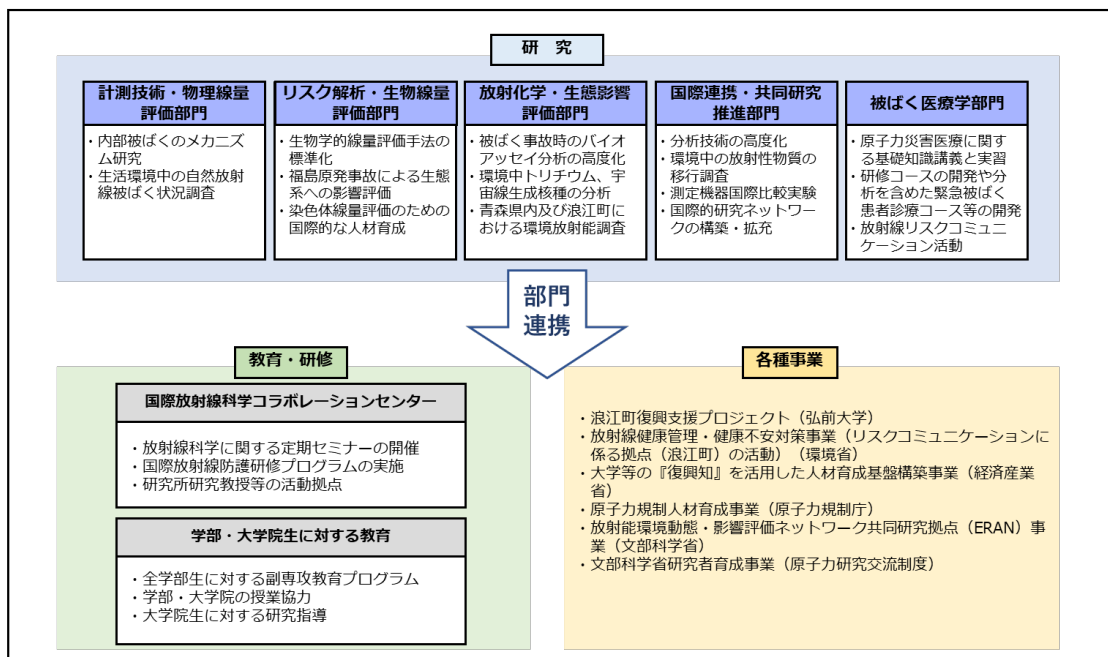 研　究
計測技術・物理線量
評価部門
・内部被ばくのメカニズ
ム研究
・生活環境中の自然放射
線被ばく状況調査
リスク解析・生物線量
評価部門
・生物学的線量評価手法の
標準化
・福島原発事故による生態
系への影響評価
・染色体線量評価のための
国際的な人材育成
放射化学・生態影響
評価部門
・被ばく事故時のバイオ
アッセイ分析の高度化
・環境中トリチウム、宇
宙線生成核種の分析
・青森県内及び浪江町に
おける環境放射能調査
国際連携・共同研究
推進部門
・分析技術の高度化
・環境中の放射性物質の
移行調査
・測定機器国際比較実験
・国際的研究ネットワー
クの構築・拡充
被ばく医療学部門
・原子力災害医療に関す
る基礎知識講義と実習
・研修コースの開発や分
析を含めた緊急被ばく
患者診療コース等の開発
・放射線リスクコミュニ
ケーション活動
部門
連携
教育・研修
国際放射線科学コラボレーションセンター
・放射線科学に関する定期セミナーの開催
・国際放射線防護研修プログラムの実施
・研究所研究教授等の活動拠点
学部・大学院生に対する教育
・全学部生に対する副専攻教育プログラム
・学部・大学院の授業協力
・大学院生に対する研究指導
各種事業
・浪江町復興支援プロジェクト（弘前大学）
・放射線健康管理・健康不安対策事業（リスクコミュニケーションに
係る拠点（浪江町）の活動）（環境省）
・大学等の『復興知』を活用した人材育成基盤構築事業（経済産業
省）
・原子力規制人材育成事業（原子力規制庁）
・放射能環境動態・影響評価ネットワーク共同研究拠点（ERAN）事
業（文部科学省）
・文部科学省研究者育成事業（原子力研究交流制度）